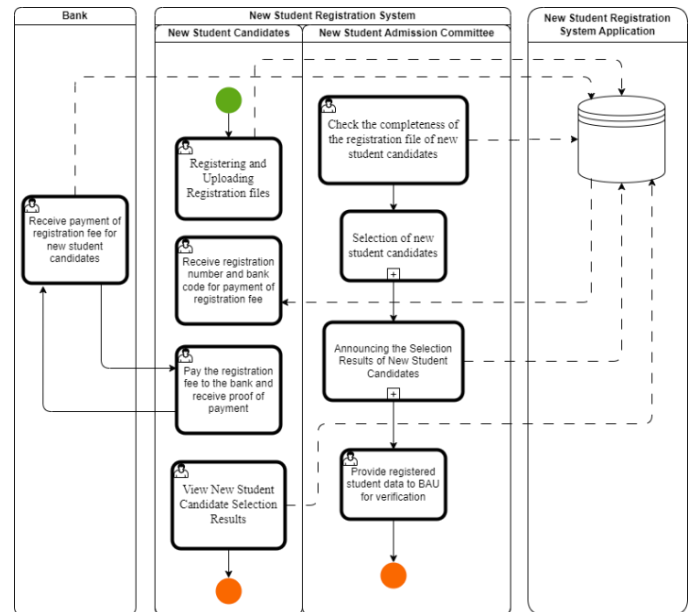 Bank
New Student Registration System
New Student Candidates
New Student Admission Committee
New Student Registration
System Application
Registering and
Uploading
Registration files
Check the completeness of
the registration file of new
student candidates
Receive payment of
registration fee for
new student
candidates
Selection of new
student candidates
Receive registration
number and bank
code for payment of
registration fee
Announcing the Selection
Results of New Student
Candidates
Pay the registration
fee to the bank and
receive proof of
payment
Provide registered
student data to BAU
for verification
View New Student
Candidate Selection
Results